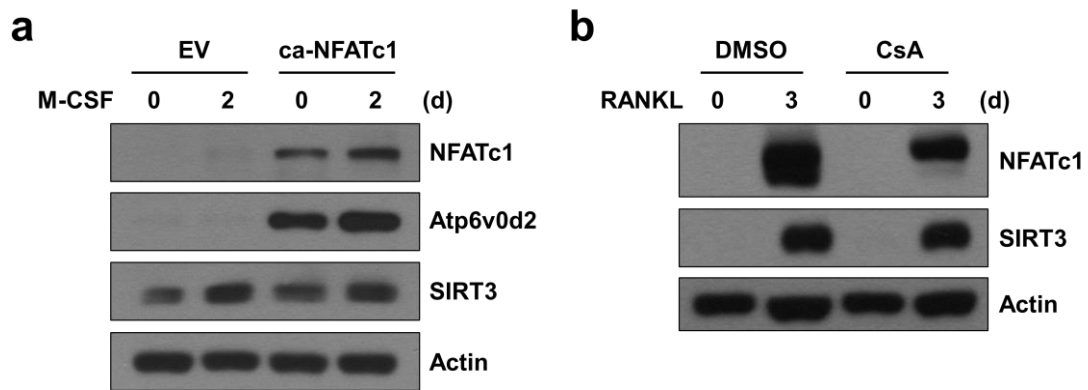 a
EV ca-NFATc1
M-CSF 0 2 0 2 (d)
NFATc1
Atp6v0d2
SIRT3
Actin
b
DMSO CsA
RANKL 0 3 0 3 (d)
NFATc1
SIRT3
Actin